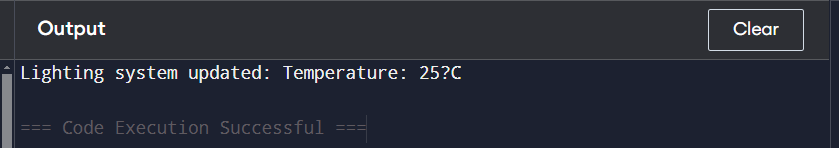 Output
Clear
Lighting system updated: Temperature: 25?C
=== Code Execution Successful ===